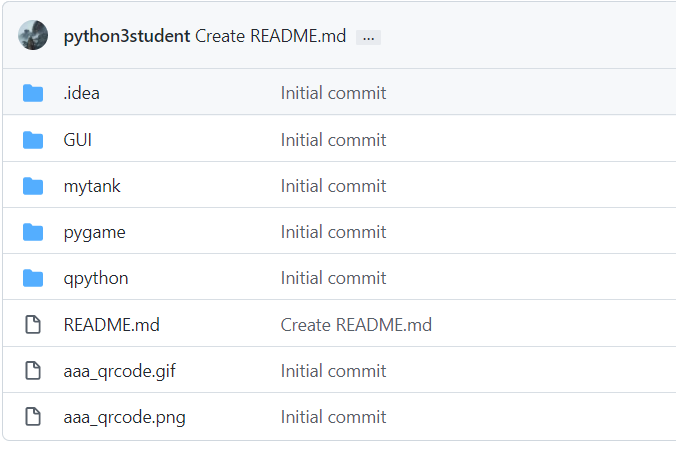 python3student Create README.md ...
.idea Initial commit
GUI Initial commit
mytank Initial commit
pygame Initial commit
qpython Initial commit
README.md Create README.md
aaa_qrcode.gif Initial commit
aaa_qrcode.png Initial commit